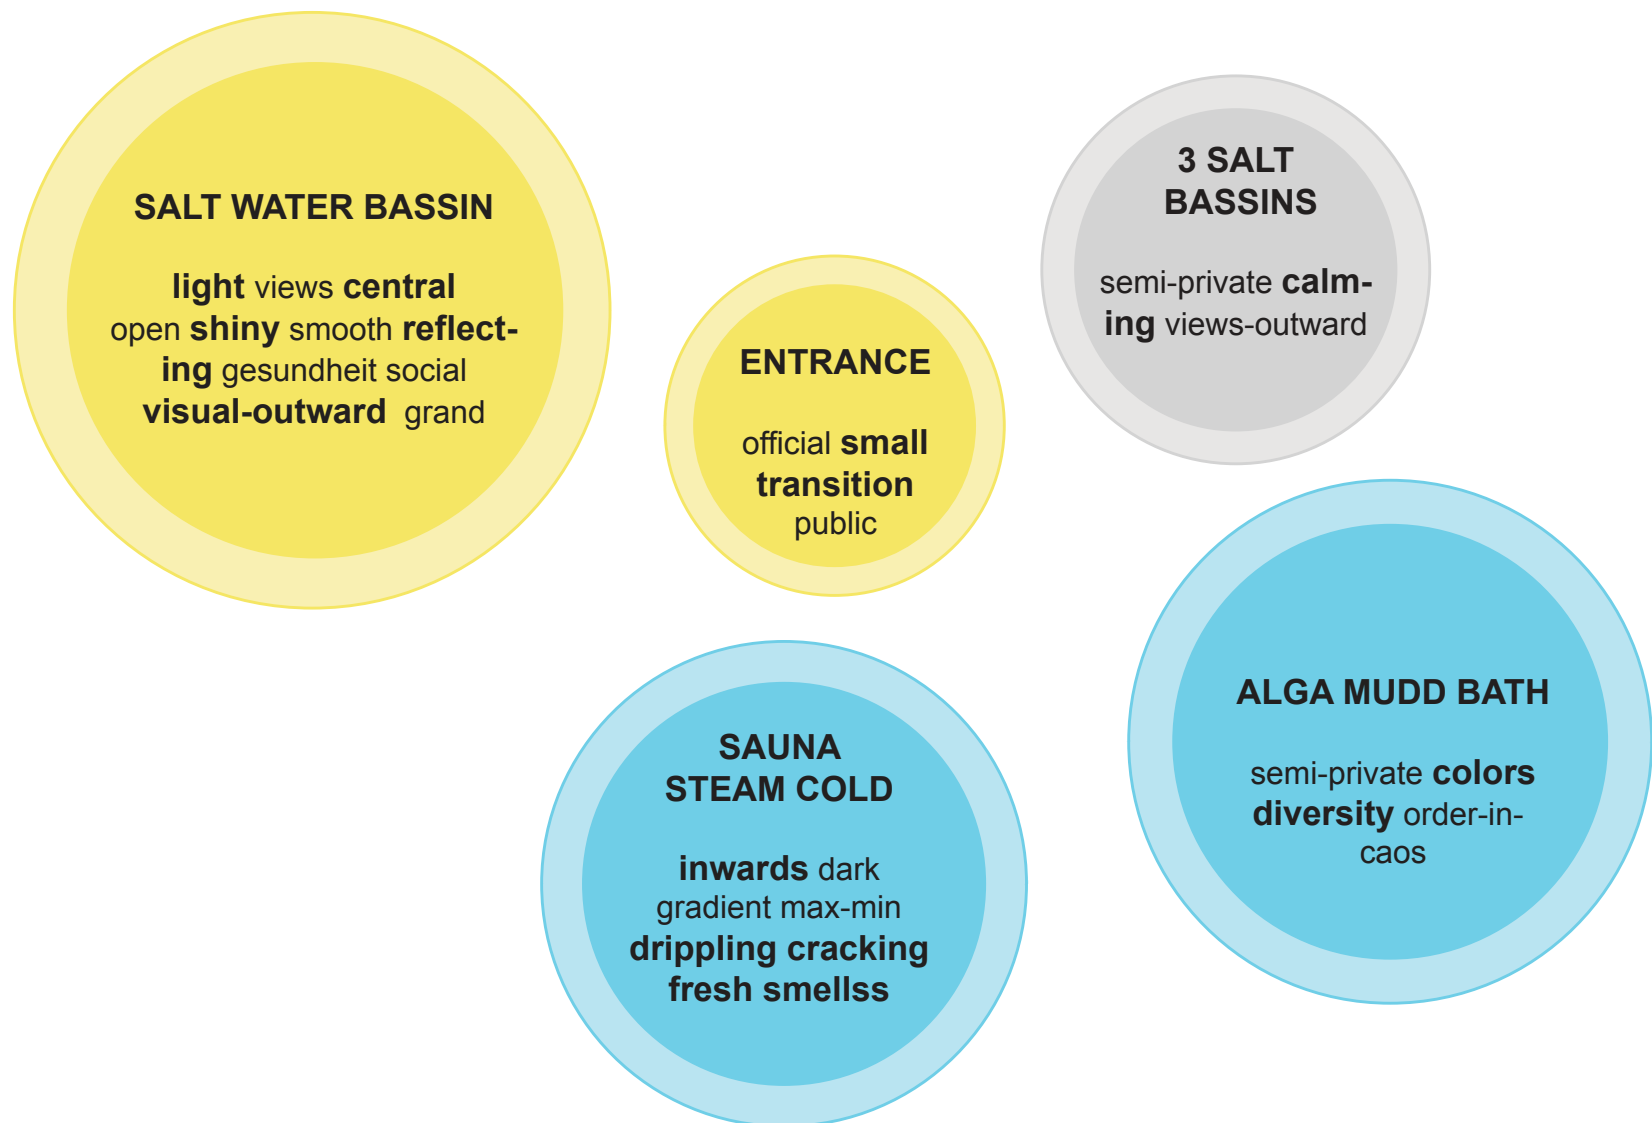 SALT WATER BASSIN
light views central
open shiny smooth reflect-
ing gesundheit social
visual-outward grand
ENTRANCE
official small
transition
public
3 SALT
BASSINS
semi-private calm-
ing views-outward
SAUNA
STEAM COLD
inwards dark
gradient max-min
drippling cracking
fresh smellss
ALGA MUDD BATH
semi-private colors
diversity order-in-
caos